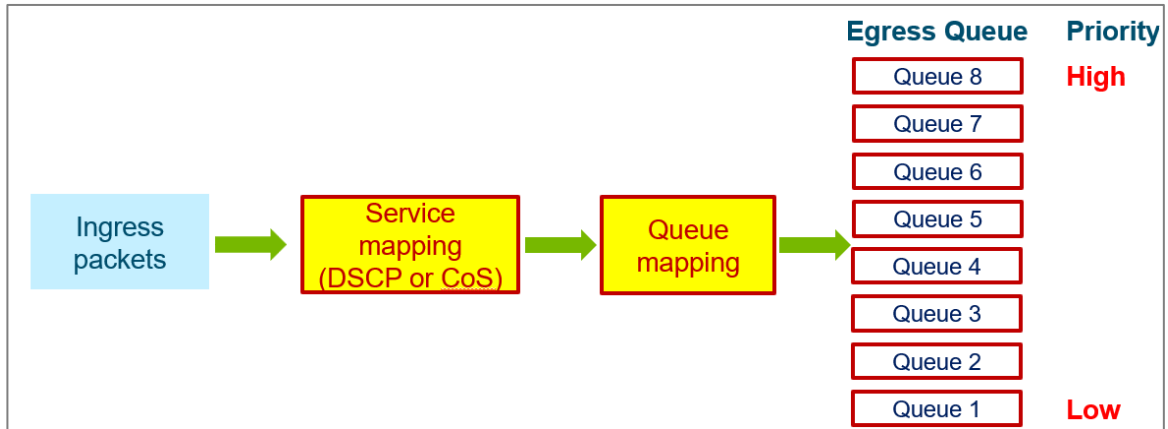 Egress Queue Priority
Queue 8 High
Queue 7
Queue 6
Ingress
packets
Service
mapping
(DSCP or CoS)
Queue
mapping
Queue 5
Queue 4
Queue 3
Queue 2
Queue 1 Low